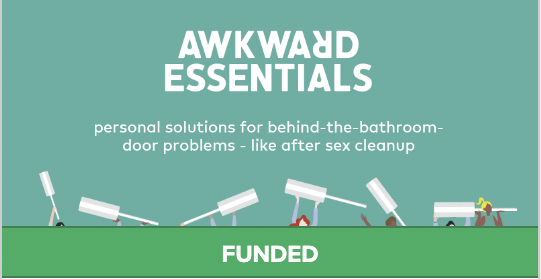 AWKWARD
ESSENTIALS
personal solutions for behind-the-bathroom-
door problems - like after sex cleanup
FUNDED